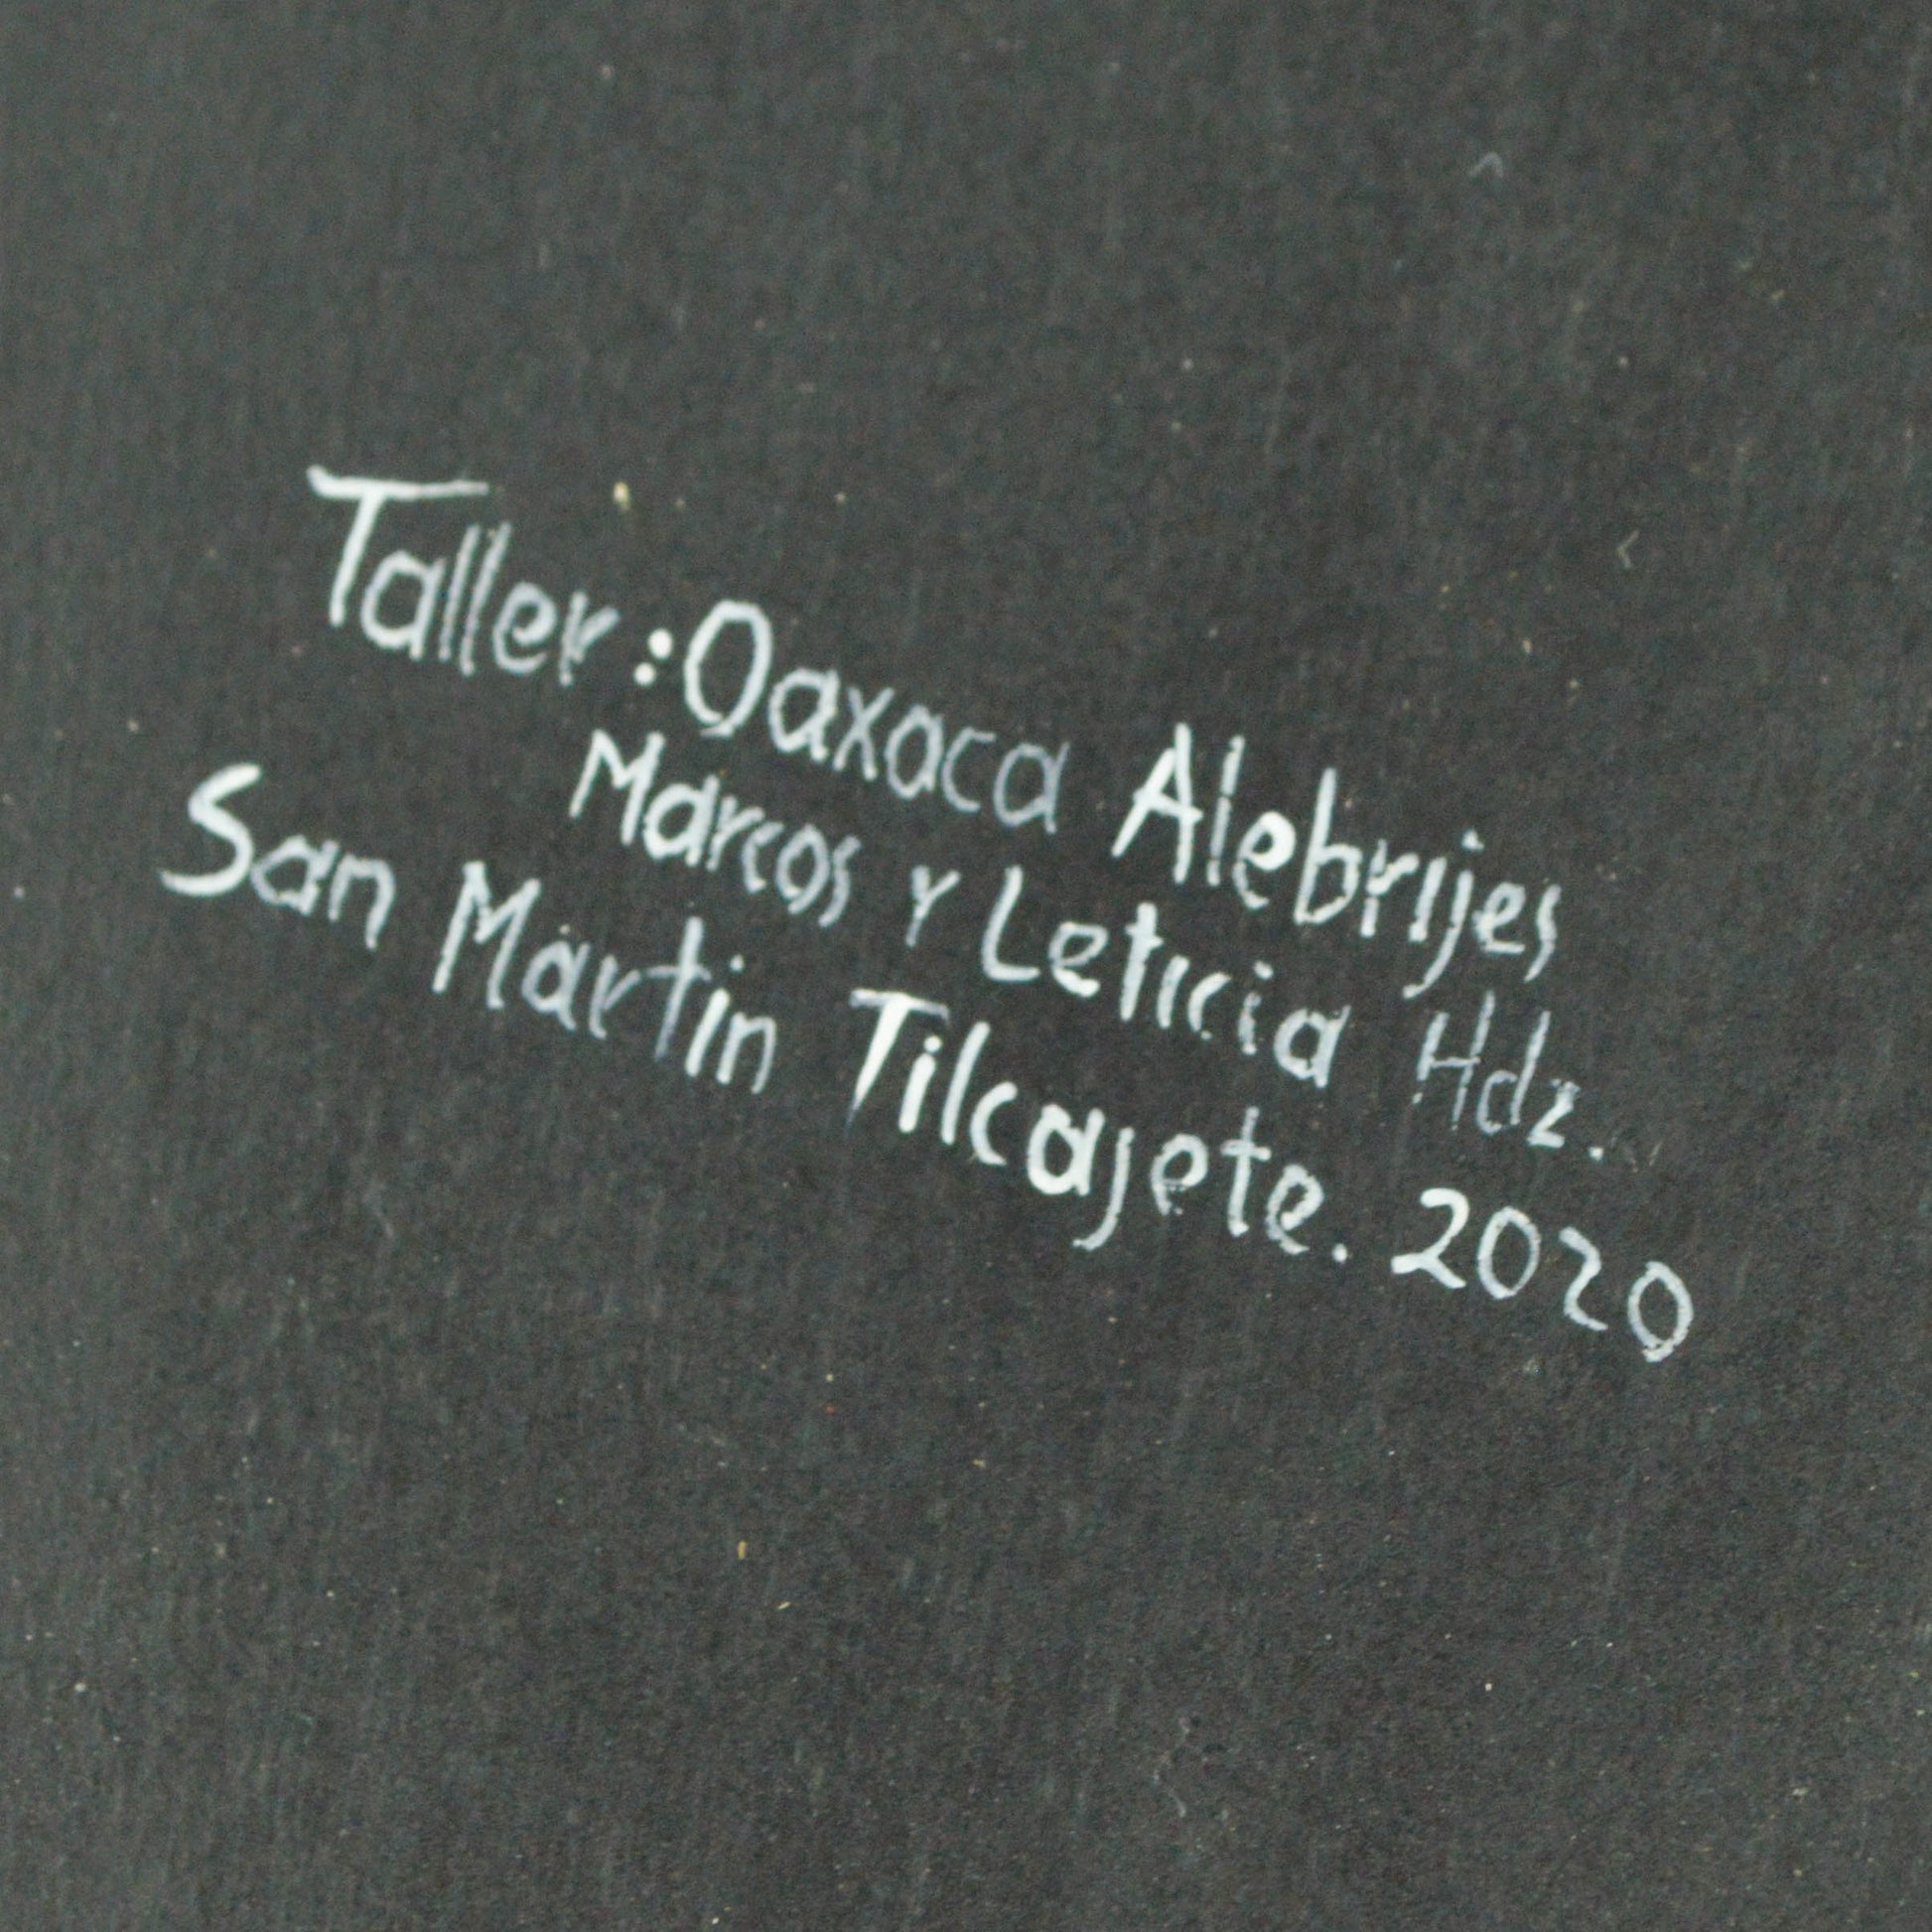 Taller : Oaxaca Alebrijes
Marcos y Leticia Hdz.
San Martin Tilcajete. 2020